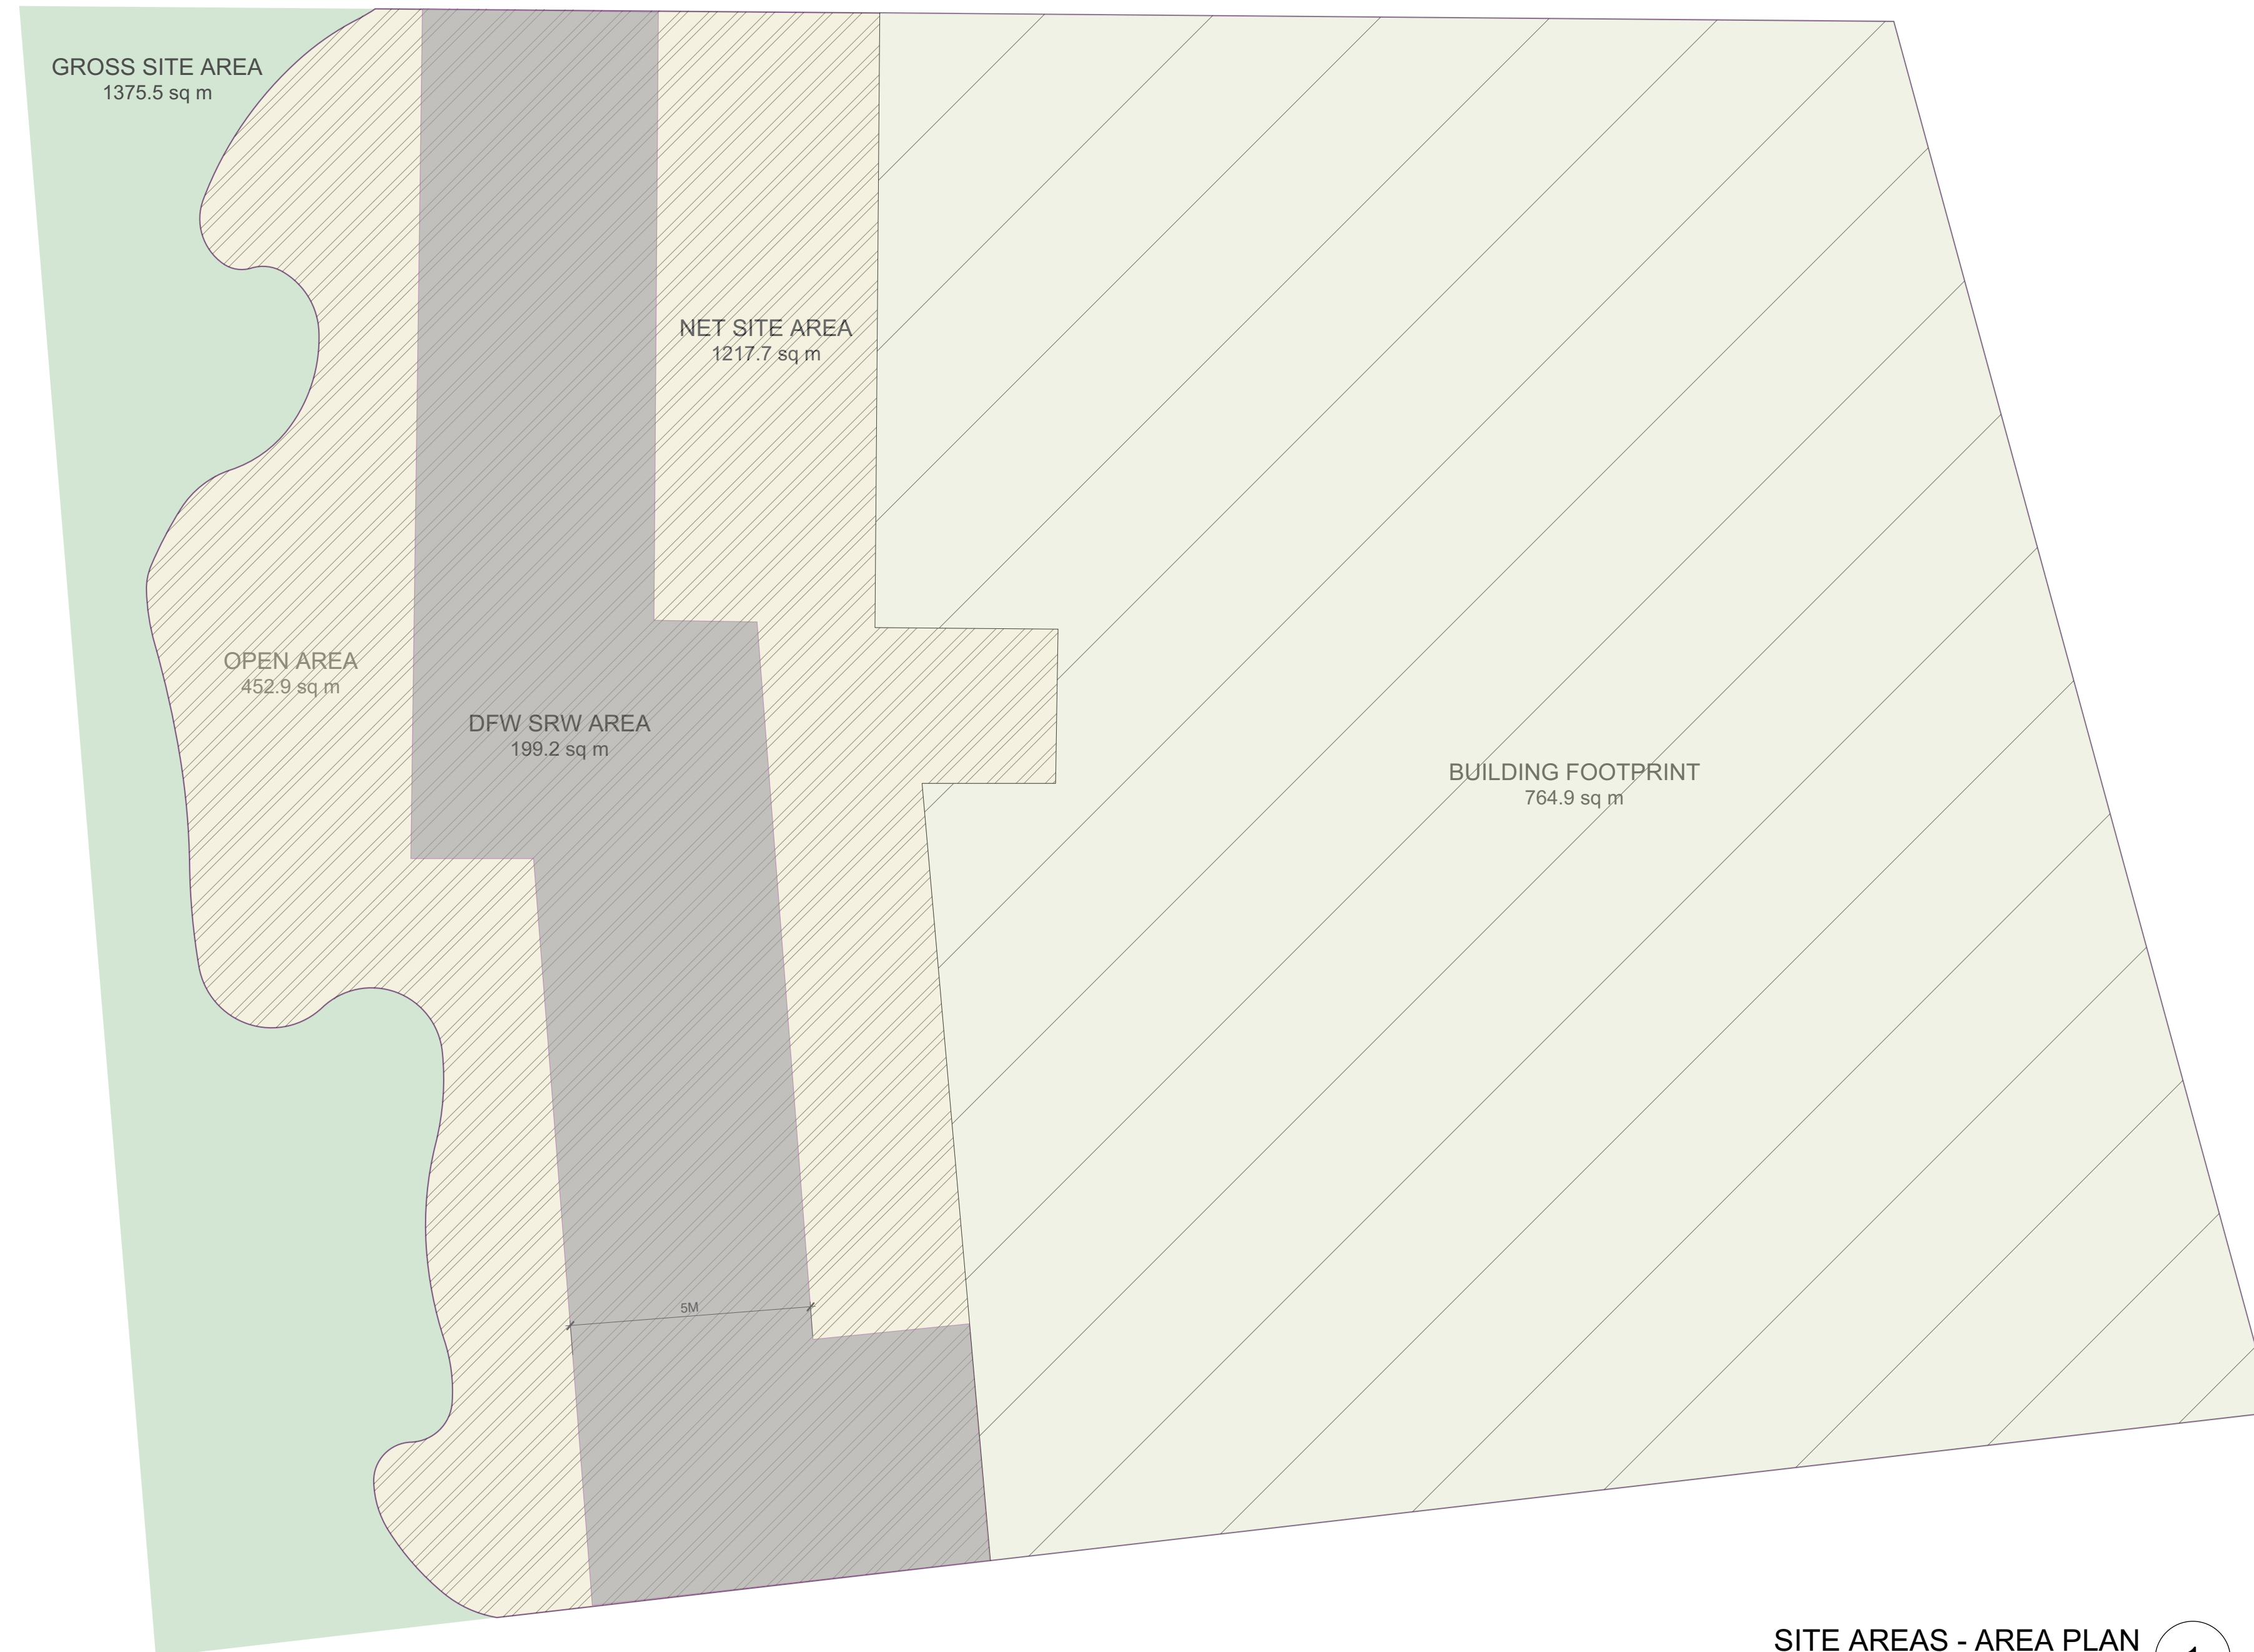 GROSS SITE AREA
1375.5 sq m
NET SITE AREA
1217.7 sq m
OPEN AREA
452.9 sq m
DFW SRW AREA
199.2 sq m
BUILDING FOOTPRINT
764.9 sq m
5M
SITE AREAS - AREA PLAN